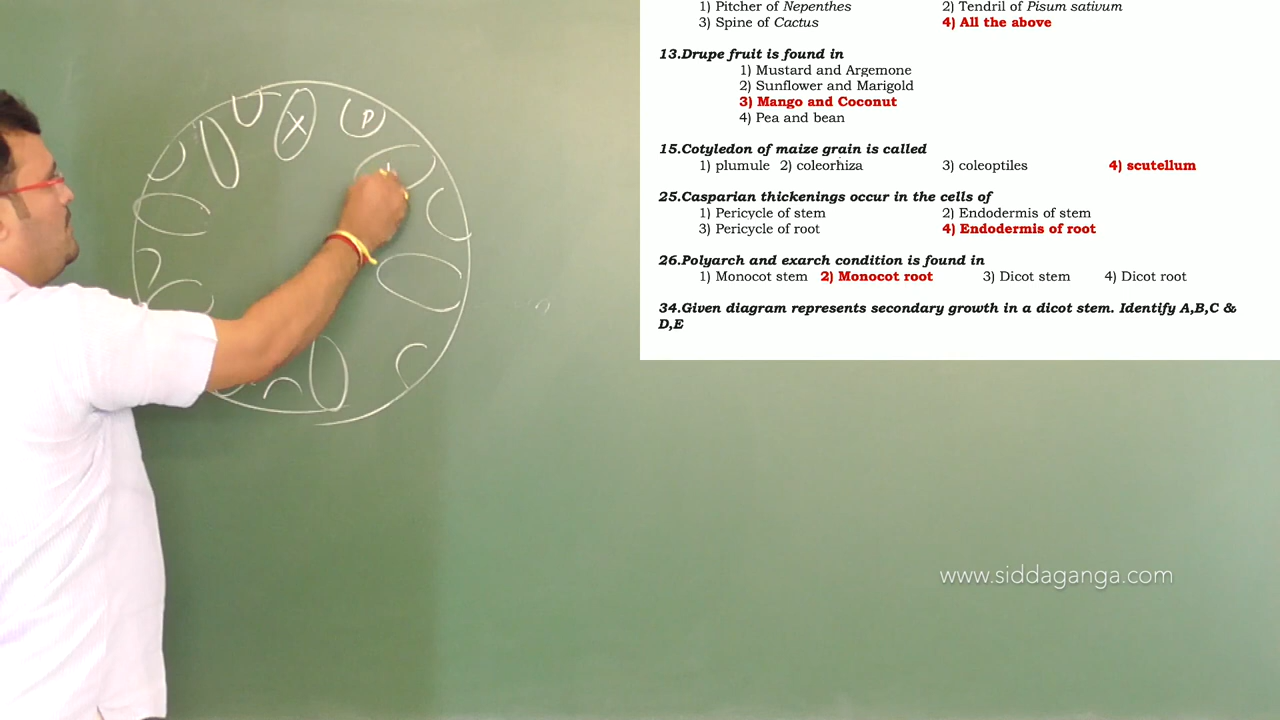 X
P
1) Pitcher of Nepenthes 2) Tendril of Pisum sativum
3) Spine of Cactus 4) All the above
13.Drupe fruit is found in
1) Mustard and Argemone
2) Sunflower and Marigold
3) Mango and Coconut
4) Pea and bean
15.Cotyledon of maize grain is called
1) plumule 2) coleorhiza 3) coleoptiles 4) scutellum
25.Casparian thickenings occur in the cells of
1) Pericycle of stem 2) Endodermis of stem
3) Pericycle of root 4) Endodermis of root
26.Polyarch and exarch condition is found in
1) Monocot stem 2) Monocot root 3) Dicot stem 4) Dicot root
34.Given diagram represents secondary growth in a dicot stem. Identify A,B,C &
D,E
www.siddaganga.com